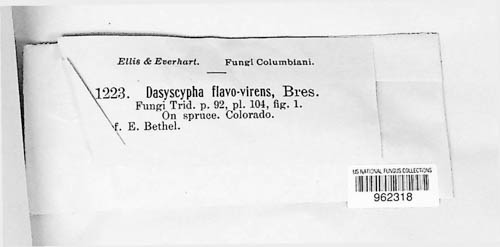 Ellis & Everhart. Fungi Columbiani.
1223. Dasyscypha flavo-virens, Bres.
Fungi Trid. p. 92, pl. 104, fig. 1.
On spruce. Colorado.
f. E. Bethel.
US NATIONAL FUNGUS COLLECTIONS
962318